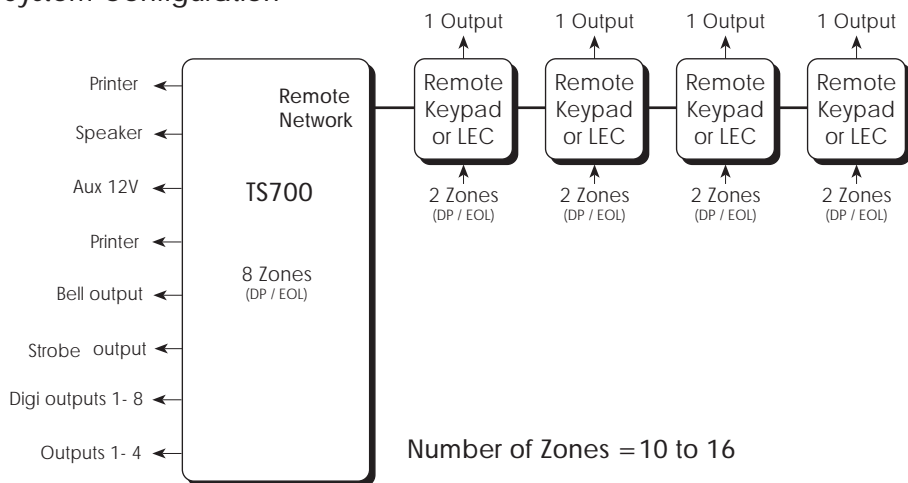 System Configuration
1 Output 1 Output 1 Output 1 Output
Remote Keypad or LEC
Remote Keypad or LEC
Remote Keypad or LEC
Remote Keypad or LEC
2 Zones (DP / EOL)
2 Zones (DP / EOL)
2 Zones (DP / EOL)
2 Zones (DP / EOL)
Remote
Network
TS700
8 Zones
(DP / EOL)
Printer
Speaker
Aux 12V
Printer
Bell output
Strobe output
Digi outputs 1- 8
Outputs 1- 4
Number of Zones =10 to 16